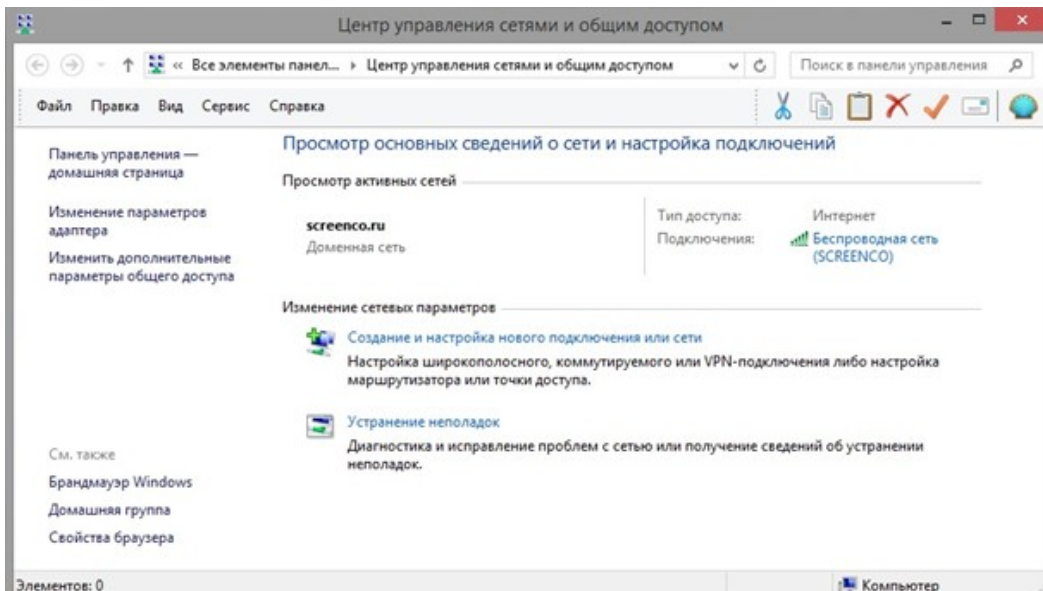 Центр управления сетями и общим доступом
« Все элементы панел... Центр управления сетями и общим доступом
Поиск в панели управления
Файл Правка Вид Сервис Справка
Панель управления —
домашняя страница
Изменение параметров
адаптера
Изменить дополнительные
параметры общего доступа
См. также
Брандмауэр Windows
Домашняя группа
Свойства браузера
Просмотр основных сведений о сети и настройка подключений
Просмотр активных сетей
screenco.ru
Доменная сеть
Тип доступа: Интернет
Подключения: Беспроводная сеть
(SCREENCO)
Изменение сетевых параметров
Создание и настройка нового подключения или сети
Настройка широкополосного, коммутируемого или VPN-подключения либо настройка
маршрутизатора или точки доступа.
Устранение неполадок
Диагностика и исправление проблем с сетью или получение сведений об устранении
неполадок.
Элементов: 0
Компьютер